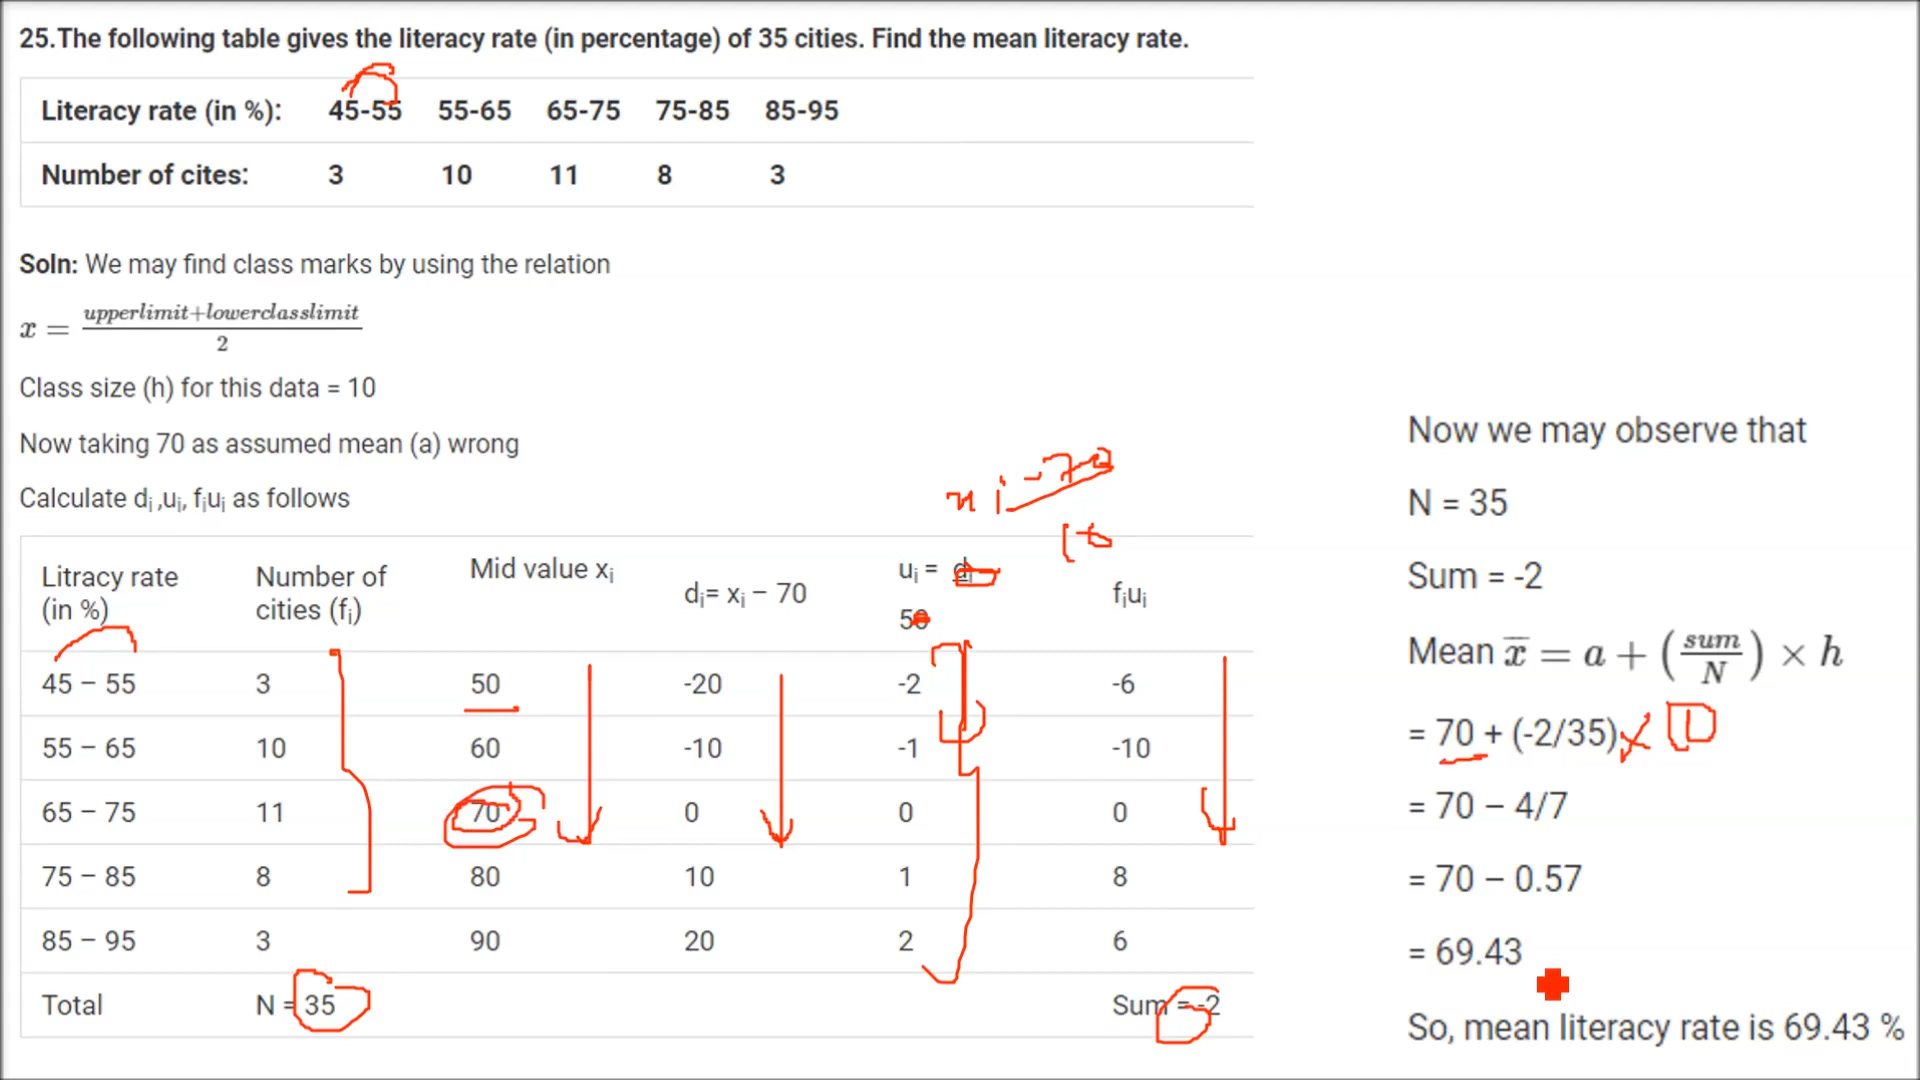 25.The following table gives the literacy rate (in percentage) of 35 cities. Find the mean literacy rate.
Literacy rate (in %): 45-55 55-65 65-75 75-85 85-95
Number of cites: 3 10 11 8 3
Soln: We may find class marks by using the relation
x = upperlimit+lowerclasslimit / 2
Class size (h) for this data = 10
Now taking 70 as assumed mean (a) wrong
Calculate dᵢ ,uᵢ, fᵢuᵢ as follows
xi - 70
10
Litracy rate (in %) Number of cities (fᵢ) Mid value xᵢ dᵢ= xᵢ − 70 uᵢ = dᵢ 50 fᵢuᵢ
45 − 55 3 50 -20 -2 -6
55 − 65 10 60 -10 -1 -10
65 − 75 11 70 0 0 0
75 − 85 8 80 10 1 8
85 − 95 3 90 20 2 6
Total N = 35 Sum = -2
Now we may observe that
N = 35
Sum = -2
Mean x̅ = a + (sum/N) × h
= 70 + (-2/35) × 10
= 70 − 4/7
= 70 − 0.57
= 69.43
So, mean literacy rate is 69.43 %